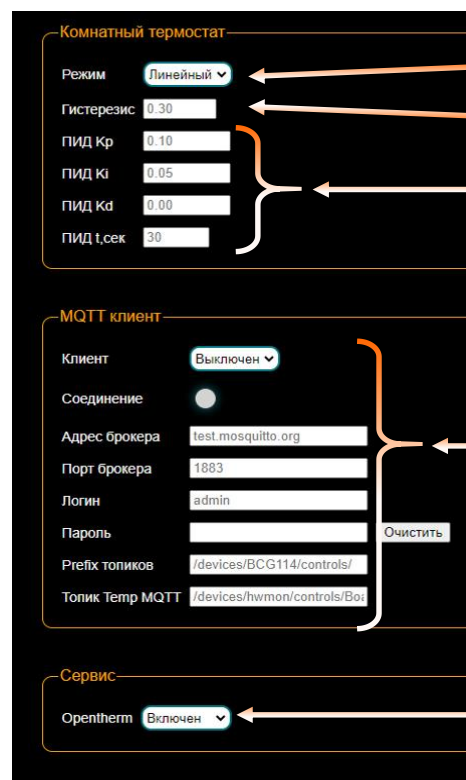 Комнатный термостат
Режим Линейный
Гистерезис 0.30
ПИД Kp 0.10
ПИД Ki 0.05
ПИД Kd 0.00
ПИД t,сек 30
MQTT клиент
Клиент Выключен
Соединение
Адрес брокера test.mosquitto.org
Порт брокера 1883
Логин admin
Пароль Очистить
Prefix топиков /devices/BCG114/controls/
Топик Temp MQTT /devices/hwmon/controls/Boa
Сервис
Opentherm Включен